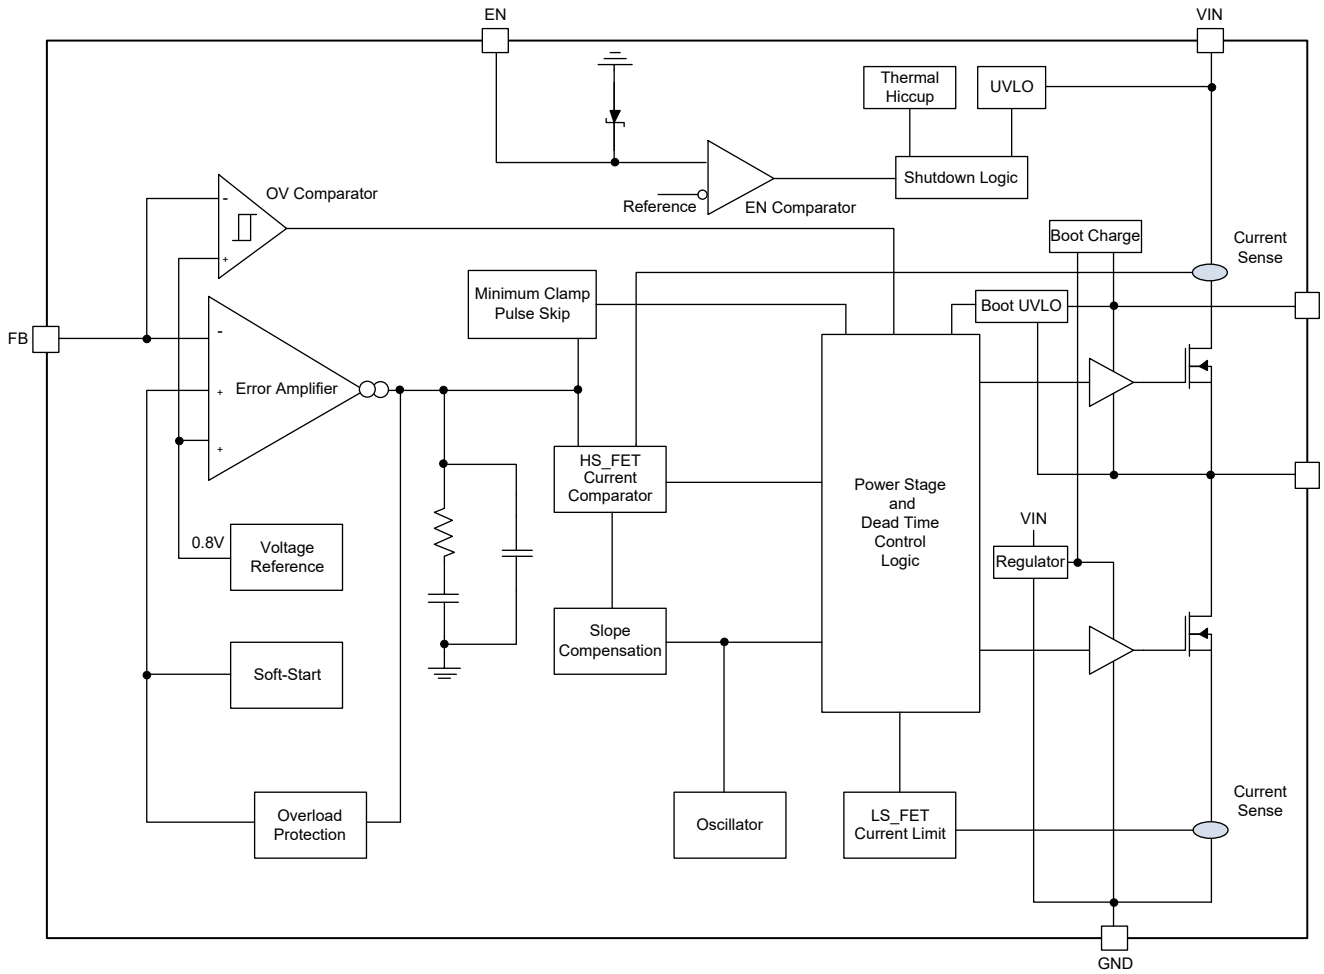 EN
VIN
Thermal
Hiccup
UVLO
Shutdown Logic
Reference
EN Comparator
OV Comparator
-
+
Boot Charge
Current
Sense
Minimum Clamp
Pulse Skip
Boot UVLO
FB
-
Error Amplifier
+
+
HS_FET
Current
Comparator
Power Stage
and
Dead Time
Control
Logic
0.8V
Voltage
Reference
VIN
Regulator
Slope
Compensation
Soft-Start
Overload
Protection
Oscillator
LS_FET
Current Limit
Current
Sense
GND